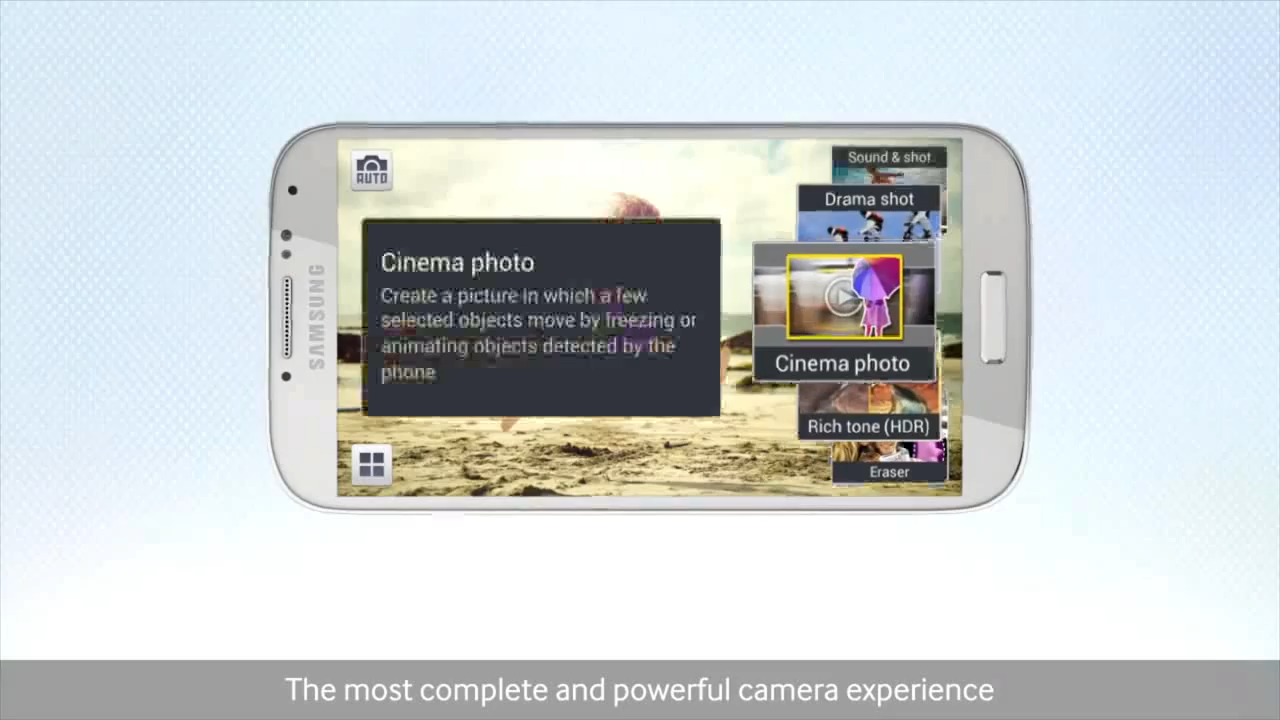 AUTO
SAMSUNG
Sound & shot
Drama shot
Cinema photo
Create a picture in which a few
selected objects move by freezing or
animating objects detected by the
phone
Cinema photo
Rich tone (HDR)
Eraser
The most complete and powerful camera experience